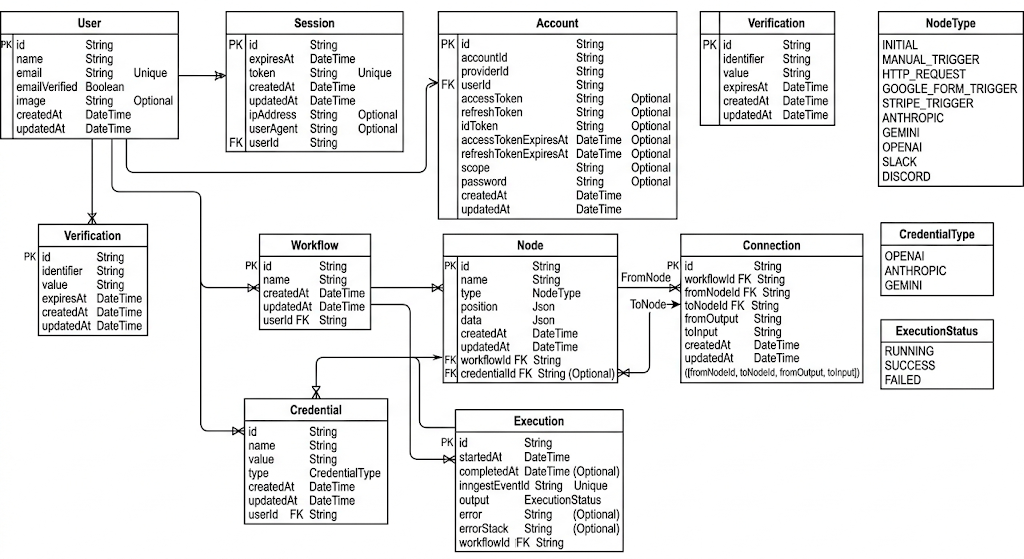 User
PK id String
name String
email String Unique
emailVerified Boolean
image String Optional
createdAt DateTime
updatedAt DateTime
Session
PK id String
expiresAt DateTime
token String Unique
createdAt DateTime
updatedAt DateTime
ipAddress String Optional
userAgent String Optional
FK userId String
Account
PK id String
accountId String
providerId String
FK userId String
accessToken String Optional
refreshToken String Optional
idToken String Optional
accessTokenExpiresAt DateTime Optional
refreshTokenExpiresAt DateTime Optional
scope String Optional
password String Optional
createdAt DateTime
updatedAt DateTime
Verification
PK id String
identifier String
value String
expiresAt DateTime
createdAt DateTime
updatedAt DateTime
NodeType
INITIAL
MANUAL_TRIGGER
HTTP_REQUEST
GOOGLE_FORM_TRIGGER
STRIPE_TRIGGER
ANTHROPIC
GEMINI
OPENAI
SLACK
DISCORD
Verification
PK id String
identifier String
value String
expiresAt DateTime
createdAt DateTime
updatedAt DateTime
Workflow
PK id String
name String
createdAt DateTime
updatedAt DateTime
userId FK String
Node
PK id String
name String
type NodeType
position Json
data Json
createdAt DateTime
updatedAt DateTime
FK workflowId FK String
FK credentialId FK String (Optional)
FromNode
ToNode
Connection
PK id String
workflowId FK String
fromNodeId FK String
toNodeId FK String
fromOutput String
toInput String
createdAt DateTime
updatedAt DateTime
([fromNodeId, toNodeId, fromOutput, toInput])
CredentialType
OPENAI
ANTHROPIC
GEMINI
ExecutionStatus
RUNNING
SUCCESS
FAILED
Credential
id String
name String
value String
type CredentialType
createdAt DateTime
updatedAt DateTime
userId FK String
Execution
PK id String
startedAt DateTime
completedAt DateTime (Optional)
inngestEventId String Unique
output ExecutionStatus
error String (Optional)
errorStack String (Optional)
workflowId FK String